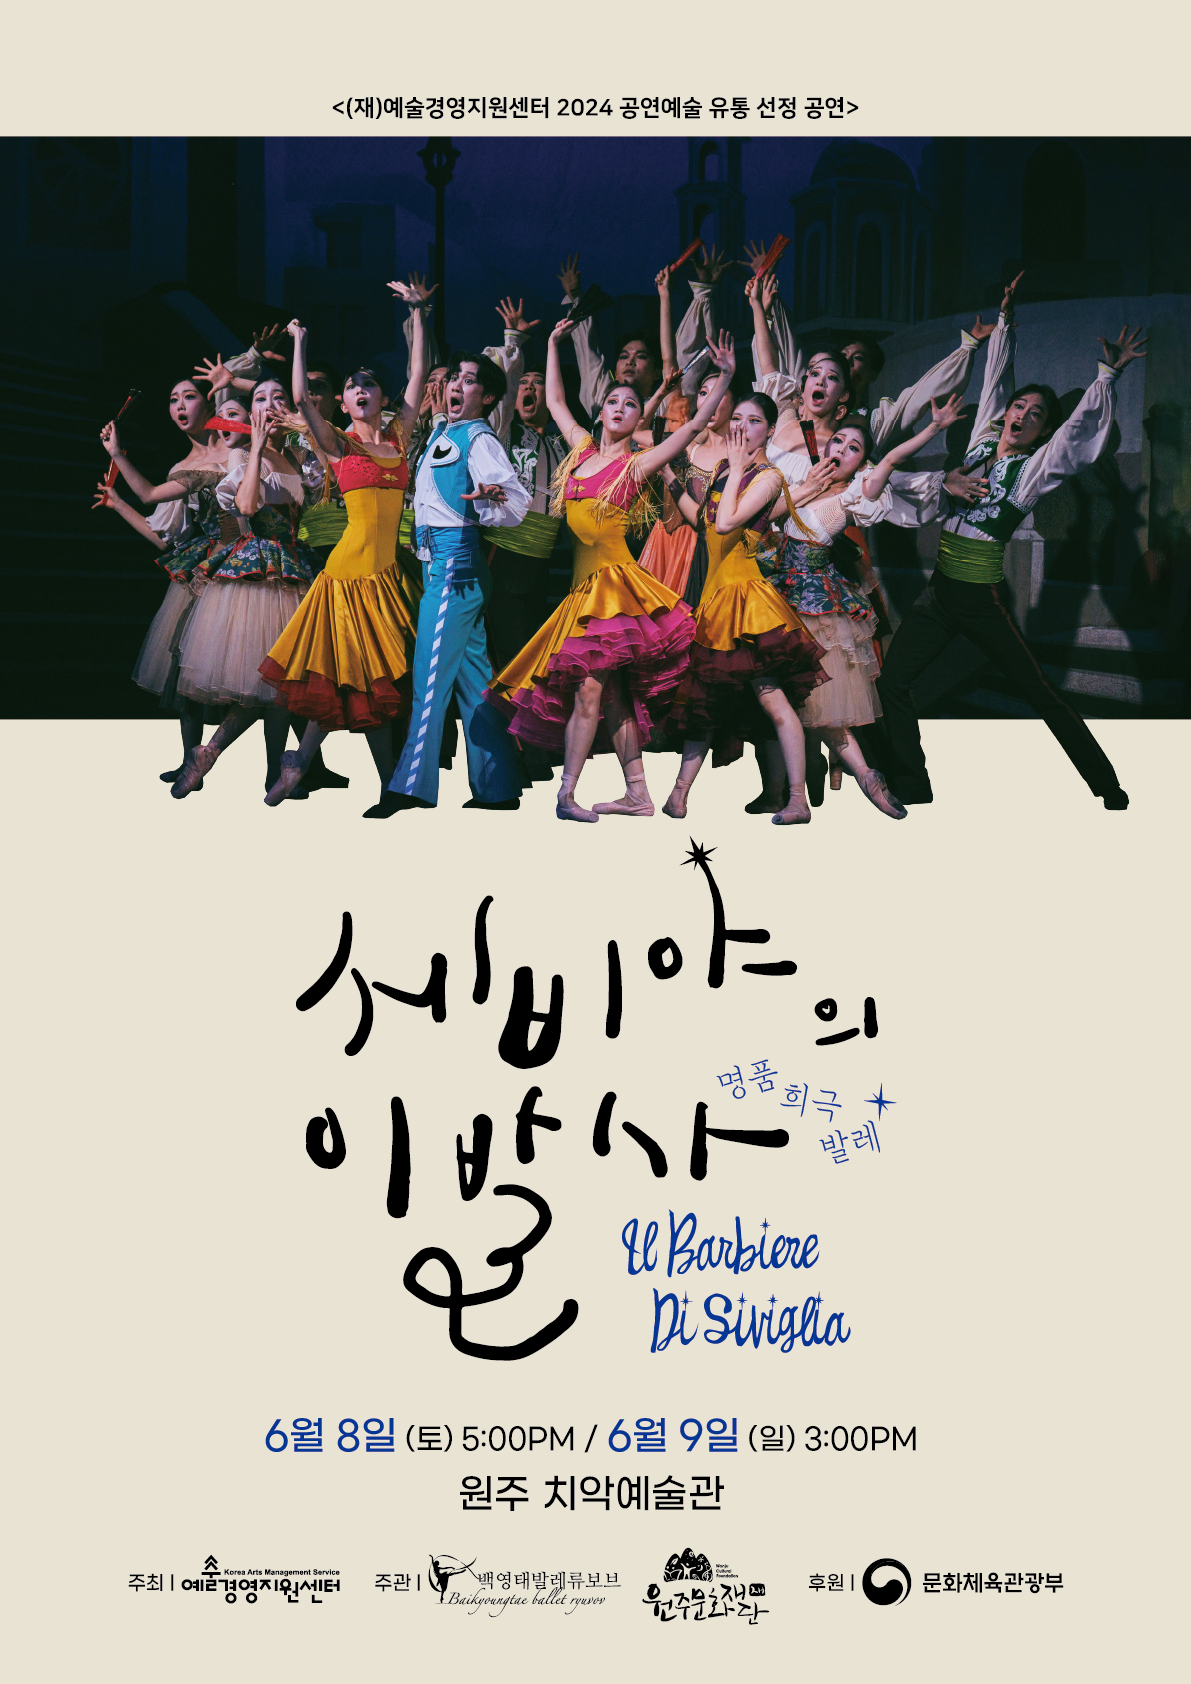 <(재)예술경영지원센터 2024 공연예술 유통 선정 공연>
세비야의
이발사
명품
희극
발레
Il Barbiere
Di Siviglia
6월 8일 (토) 5:00PM / 6월 9일 (일) 3:00PM
원주 치악예술관
주최 | Korea Arts Management Service 예술경영지원센터
주관 | 백영태발레류보브 Baikyoungtae ballet ryuvov
Wonju Cultural Foundation
원주문화재단 (재)
후원 | 문화체육관광부